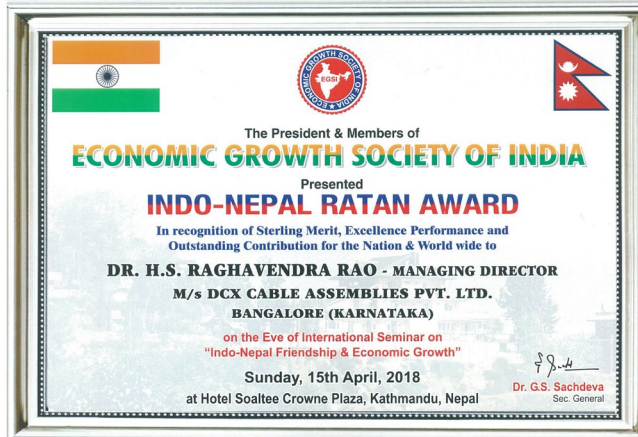 ECONOMIC GROWTH SOCIETY OF INDIA
EGSI
The President & Members of
ECONOMIC GROWTH SOCIETY OF INDIA
Presented
INDO-NEPAL RATAN AWARD
In recognition of Sterling Merit, Excellence Performance and
Outstanding Contribution for the Nation & World wide to
DR. H.S. RAGHAVENDRA RAO - MANAGING DIRECTOR
M/s DCX CABLE ASSEMBLIES PVT. LTD.
BANGALORE (KARNATAKA)
on the Eve of International Seminar on
"Indo-Nepal Friendship & Economic Growth"
Sunday, 15th April, 2018
at Hotel Soaltee Crowne Plaza, Kathmandu, Nepal
Dr. G.S. Sachdeva
Sec. General